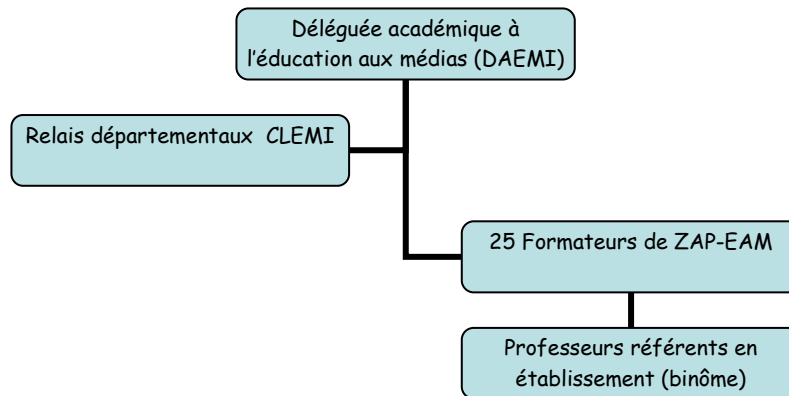 Déléguée académique à
l'éducation aux médias (DAEMI)
Relais départementaux CLEMI
25 Formateurs de ZAP-EAM
Professeurs référents en
établissement (binôme)